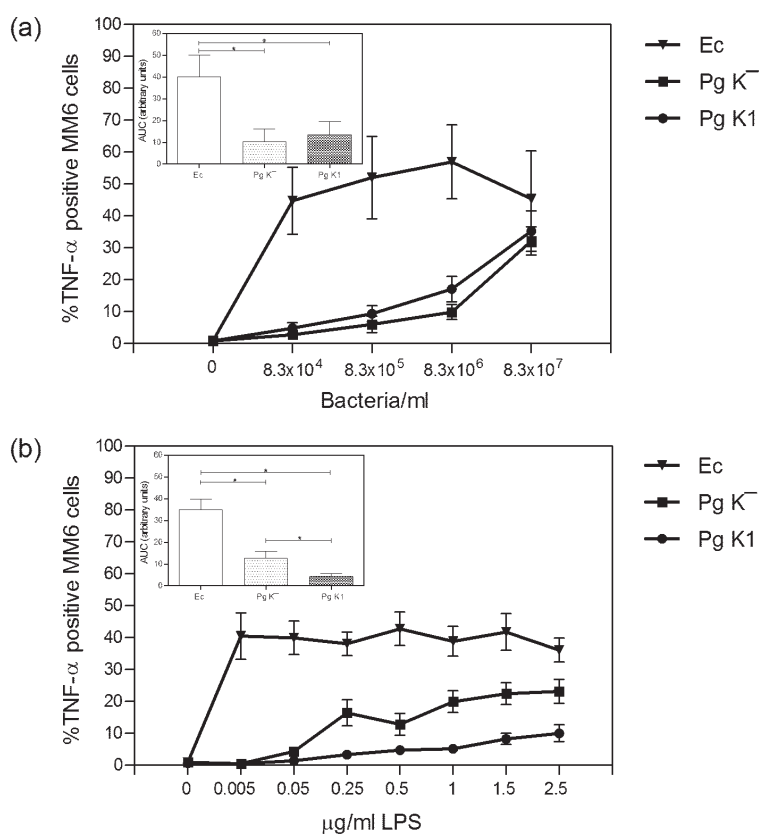 (a)
%TNF-α positive MM6 cells
100
90
80
70
60
50
40
30
20
10
0
0
8.3x10⁴
8.3x10⁵
8.3x10⁶
8.3x10⁷
Bacteria/ml
AUC (arbitrary units)
60
50
40
30
20
10
0
*
*
Ec
Pg K⁻
Pg K1
Ec
Pg K⁻
Pg K1
(b)
%TNF-α positive MM6 cells
100
90
80
70
60
50
40
30
20
10
0
0
0.005
0.05
0.25
0.5
1
1.5
2.5
µg/ml LPS
AUC (arbitrary units)
60
50
40
30
20
10
0
*
*
*
Ec
Pg K⁻
Pg K1
Ec
Pg K⁻
Pg K1